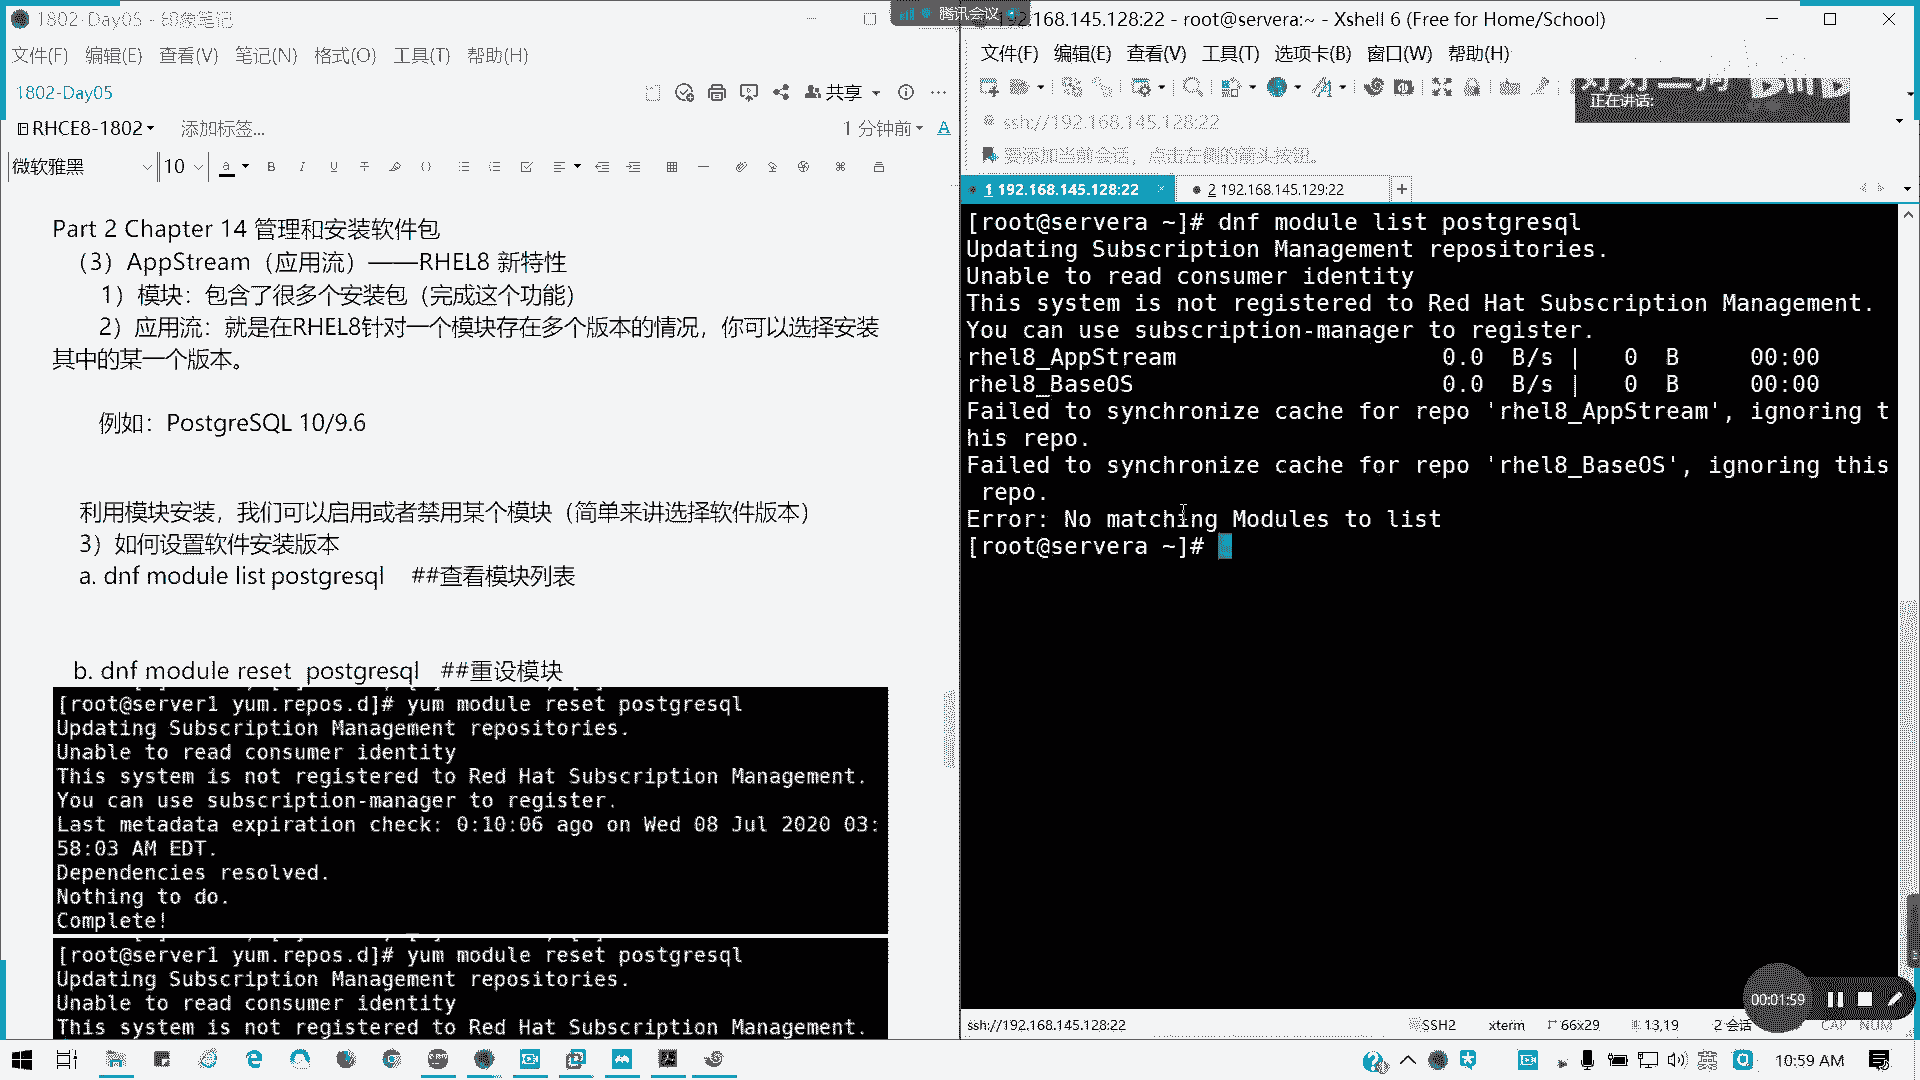 1802-Day05 - 印象笔记
文件(F) 编辑(E) 查看(V) 笔记(N) 格式(O) 工具(T) 帮助(H)
1802-Day05
共享
RHCE8-1802 添加标签...
1 分钟前
微软雅黑 10
Part 2 Chapter 14 管理和安装软件包
（3）AppStream（应用流）——RHEL8 新特性
1）模块：包含了很多个安装包（完成这个功能）
2）应用流：就是在RHEL8针对一个模块存在多个版本的情况，你可以选择安装
其中的某一个版本。
例如：PostgreSQL 10/9.6
利用模块安装，我们可以启用或者禁用某个模块（简单来讲选择软件版本）
3）如何设置软件安装版本
a. dnf module list postgresql ##查看模块列表
b. dnf module reset postgresql ##重设模块
[root@server1 yum.repos.d]# yum module reset postgresql
Updating Subscription Management repositories.
Unable to read consumer identity
This system is not registered to Red Hat Subscription Management.
You can use subscription-manager to register.
Last metadata expiration check: 0:10:06 ago on Wed 08 Jul 2020 03:
58:03 AM EDT.
Dependencies resolved.
Nothing to do.
Complete!
[root@server1 yum.repos.d]# yum module reset postgresql
Updating Subscription Management repositories.
Unable to read consumer identity
This system is not registered to Red Hat Subscription Management.
腾讯会议
192.168.145.128:22 - root@servera:~ - Xshell 6 (Free for Home/School)
文件(F) 编辑(E) 查看(V) 工具(T) 选项卡(B) 窗口(W) 帮助(H)
正在讲话:
ssh://192.168.145.128:22
要添加当前会话，点击左侧的箭头按钮。
1 192.168.145.128:22 2 192.168.145.129:22
[root@servera ~]# dnf module list postgresql
Updating Subscription Management repositories.
Unable to read consumer identity
This system is not registered to Red Hat Subscription Management.
You can use subscription-manager to register.
rhel8_AppStream 0.0 B/s | 0 B 00:00
rhel8_BaseOS 0.0 B/s | 0 B 00:00
Failed to synchronize cache for repo 'rhel8_AppStream', ignoring t
his repo.
Failed to synchronize cache for repo 'rhel8_BaseOS', ignoring this
repo.
Error: No matching Modules to list
[root@servera ~]#
00:01:59
ssh://192.168.145.128:22 SSH2 xterm 66x29 13,19 2 会话 CAP NUM
英
10:59 AM